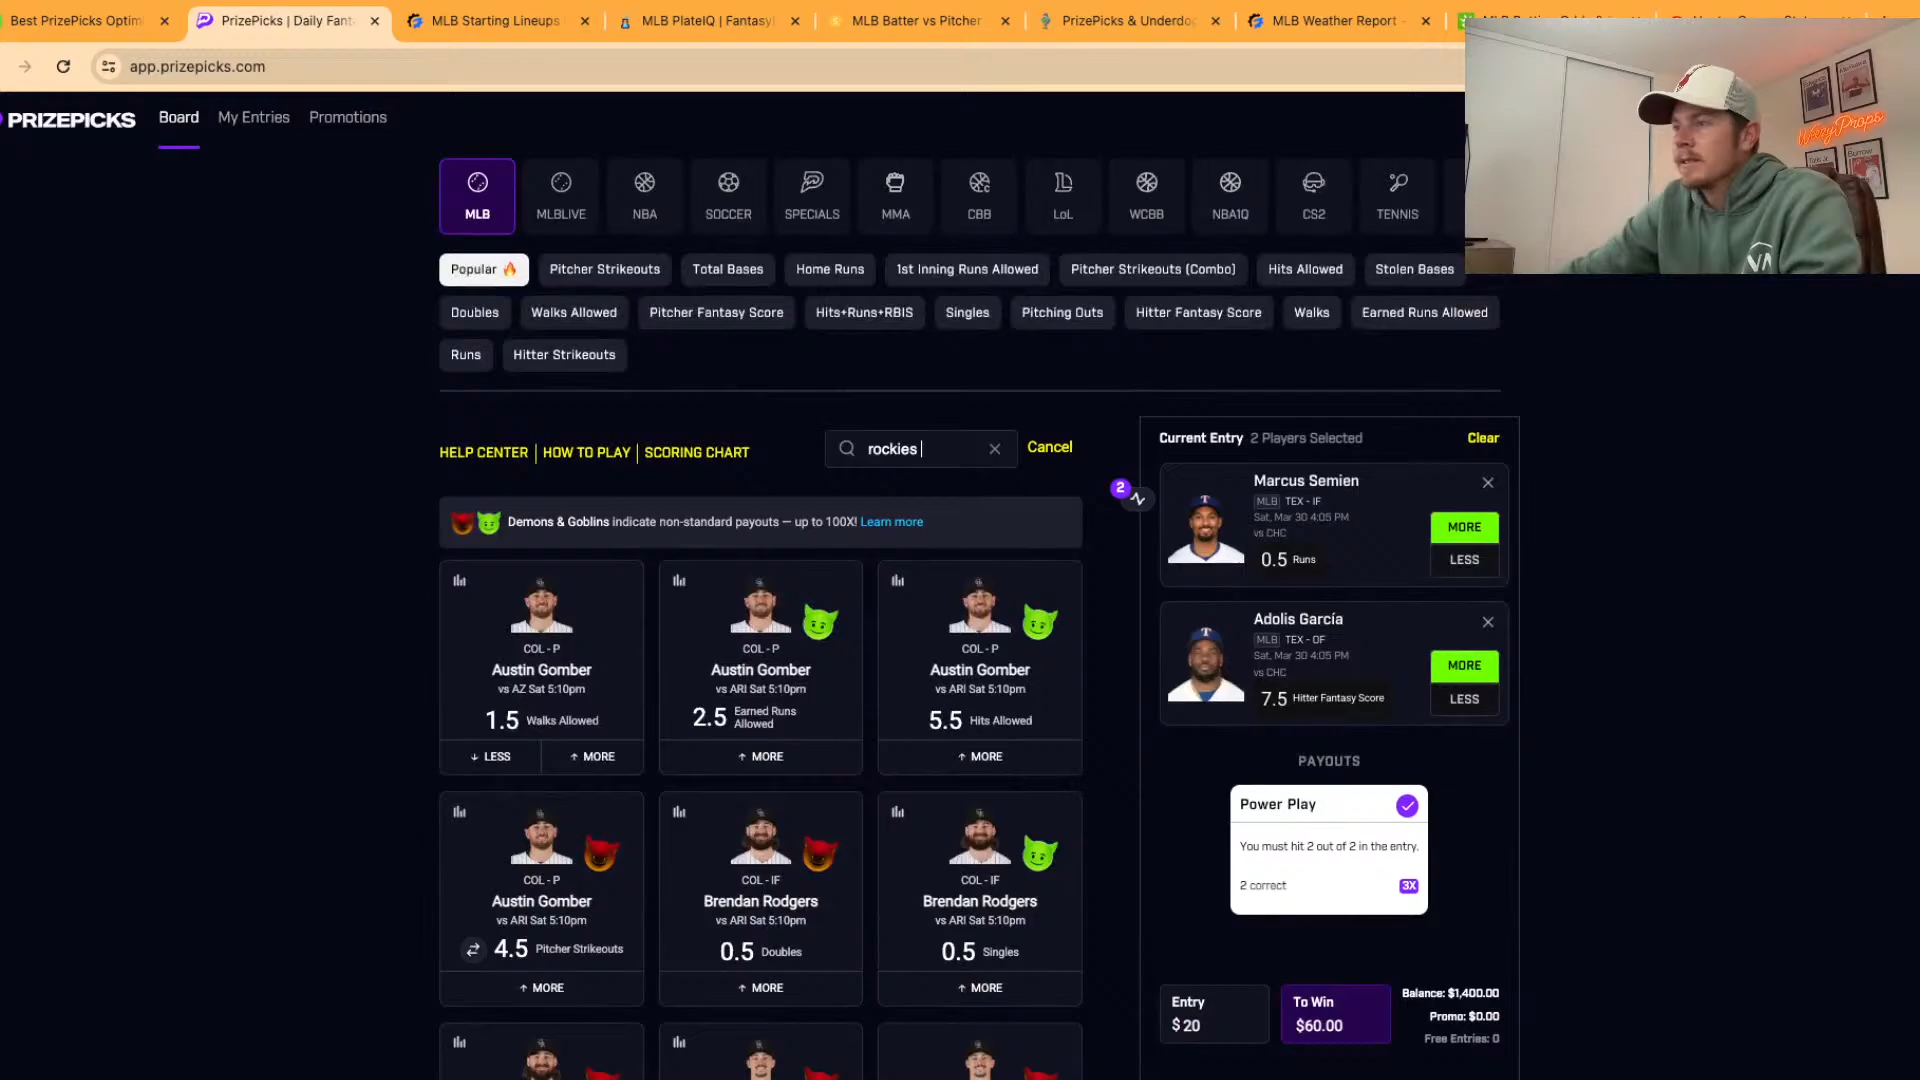 Best PrizePicks Optimi
PrizePicks | Daily Fant
MLB Starting Lineups
MLB PlateIQ | Fantasy
MLB Batter vs Pitcher
PrizePicks & Underdo
MLB Weather Report -
app.prizepicks.com
PRIZEPICKS
Board
My Entries
Promotions
MLB
MLBLIVE
NBA
SOCCER
SPECIALS
MMA
CBB
LoL
WCBB
NBA1Q
CS2
TENNIS
WeezyProps
Popular
Pitcher Strikeouts
Total Bases
Home Runs
1st Inning Runs Allowed
Pitcher Strikeouts (Combo)
Hits Allowed
Stolen Bases
Doubles
Walks Allowed
Pitcher Fantasy Score
Hits+Runs+RBIS
Singles
Pitching Outs
Hitter Fantasy Score
Walks
Earned Runs Allowed
Runs
Hitter Strikeouts
HELP CENTER | HOW TO PLAY | SCORING CHART
rockies
Cancel
Demons & Goblins indicate non-standard payouts — up to 100X! Learn more
COL - P
Austin Gomber
vs AZ Sat 5:10pm
1.5 Walks Allowed
LESS
MORE
COL - P
Austin Gomber
vs ARI Sat 5:10pm
2.5 Earned Runs
Allowed
MORE
COL - P
Austin Gomber
vs ARI Sat 5:10pm
5.5 Hits Allowed
MORE
COL - P
Austin Gomber
vs ARI Sat 5:10pm
4.5 Pitcher Strikeouts
MORE
COL - IF
Brendan Rodgers
vs ARI Sat 5:10pm
0.5 Doubles
MORE
COL - IF
Brendan Rodgers
vs ARI Sat 5:10pm
0.5 Singles
MORE
Current Entry 2 Players Selected
Clear
2
Marcus Semien
MLB TEX - IF
Sat, Mar 30 4:05 PM
vs CHC
0.5 Runs
MORE
LESS
Adolis García
MLB TEX - OF
Sat, Mar 30 4:05 PM
vs CHC
7.5 Hitter Fantasy Score
MORE
LESS
PAYOUTS
Power Play
You must hit 2 out of 2 in the entry.
2 correct
3X
Entry
$ 20
To Win
$60.00
Balance: $1,400.00
Promo: $0.00
Free Entries: 0